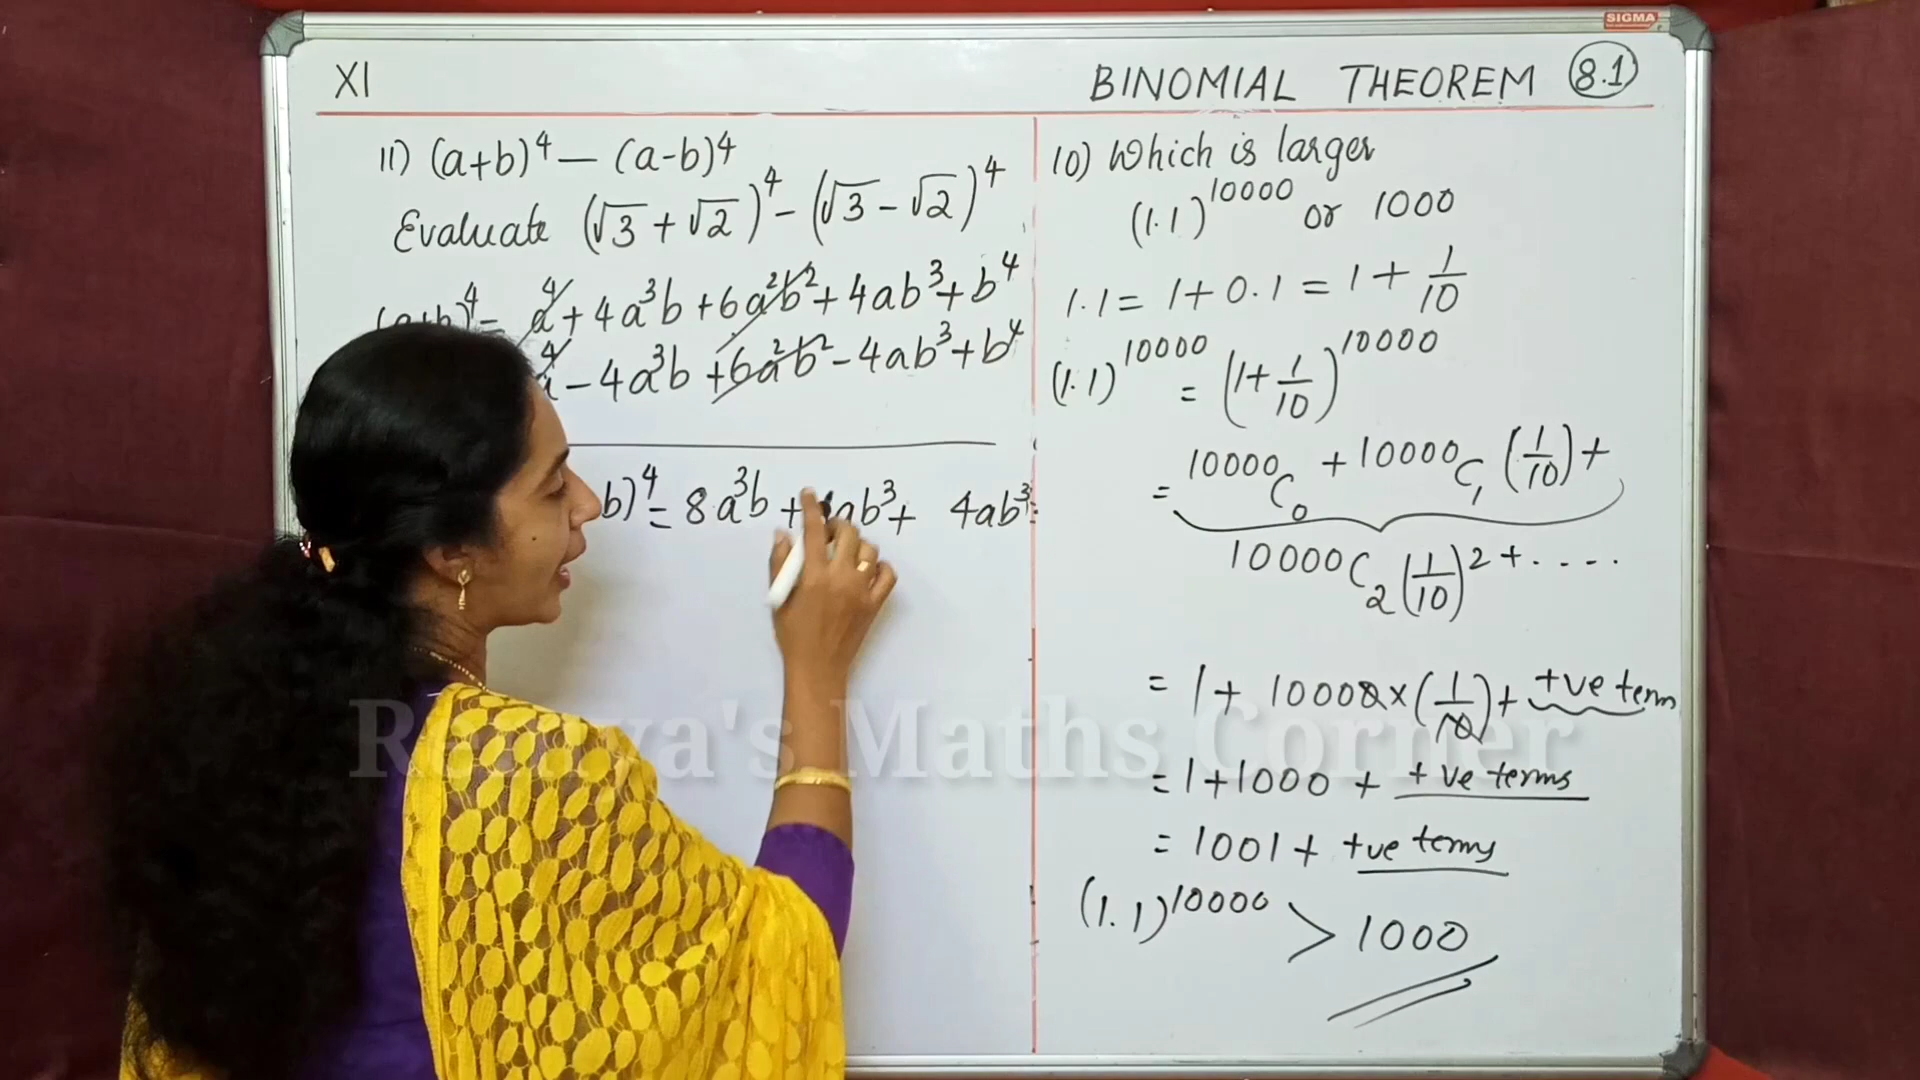 SIGMA
XI
BINOMIAL THEOREM 8.1
11) (a+b)⁴ — (a-b)⁴
Evaluate (√3 + √2)⁴ - (√3 - √2)⁴
(a+b)⁴ = a⁴ + 4a³b + 6a²b² + 4ab³ + b⁴
a⁴ - 4a³b + 6a²b² - 4ab³ + b⁴
b)⁴ = 8a³b + ab³ + 4ab³
10) Which is larger
(1.1)¹⁰⁰⁰⁰ or 1000
1.1 = 1 + 0.1 = 1 + 1/10
(1.1)¹⁰⁰⁰⁰ = (1 + 1/10)¹⁰⁰⁰⁰
= 10000C₀ + 10000C₁ (1/10) +
10000C₂ (1/10)² + ....
= 1 + 10000 × (1/10) + +ve term
= 1 + 1000 + +ve terms
= 1001 + +ve terms
(1.1)¹⁰⁰⁰⁰ > 1000
Maths Corner